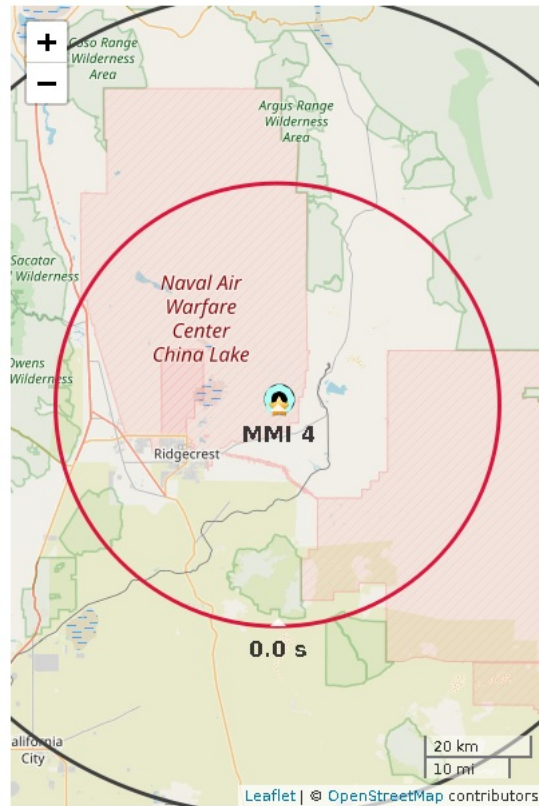 +
Coso Range
Wilderness
Area
−
Argus Range
Wilderness
Area
Sacatar
Wilderness
Naval Air
Warfare
Center
China Lake
Owens
Wilderness
MMI 4
Ridgecrest
0.0 s
alifornia
City
20 km
10 mi
Leaflet | © OpenStreetMap contributors